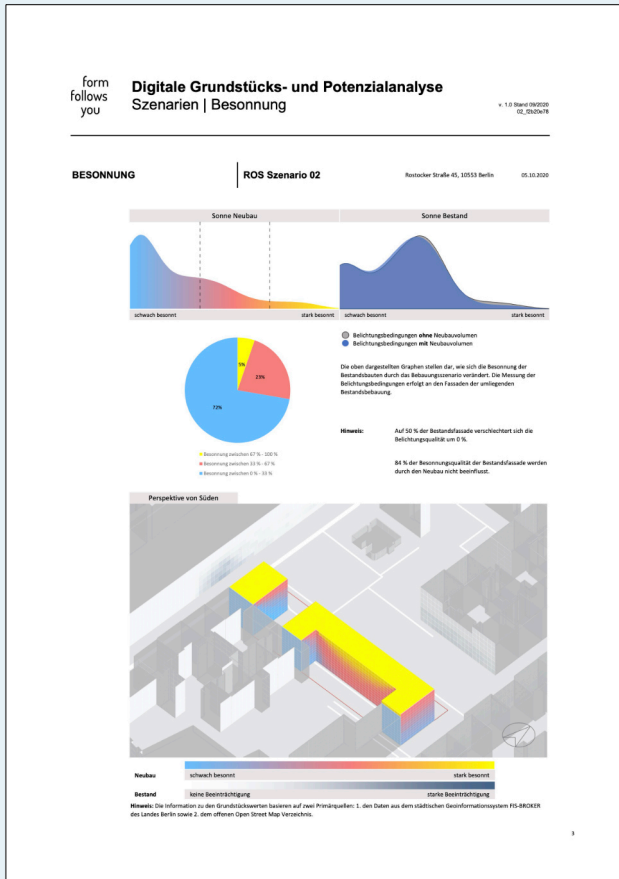 form
follows
you
Digitale Grundstücks- und Potenzialanalyse
Szenarien | Besonnung
v. 1.0 Stand 09/2020
02_f2b20e78
BESONNUNG
ROS Szenario 02
Rostocker Straße 45, 10553 Berlin
05.10.2020
Sonne Neubau
Sonne Bestand
schwach besonnt
stark besonnt
schwach besonnt
stark besonnt
Belichtungsbedingungen ohne Neubauvolumen
Belichtungsbedingungen mit Neubauvolumen
5%
23%
72%
Besonnung zwischen 67 % - 100 %
Besonnung zwischen 33 % - 67 %
Besonnung zwischen 0 % - 33 %
Die oben dargestellten Graphen stellen dar, wie sich die Besonnung der
Bestandsbauten durch das Bebauungsszenario verändert. Die Messung der
Belichtungsbedingungen erfolgt an den Fassaden der umliegenden
Bestandsbebauung.
Hinweis: Auf 50 % der Bestandsfassade verschlechtert sich die
Belichtungsqualität um 0 %.
84 % der Besonnungsqualität der Bestandsfassade werden
durch den Neubau nicht beeinflusst.
Perspektive von Süden
Neubau schwach besonnt stark besonnt
Bestand keine Beeinträchtigung starke Beeinträchtigung
Hinweis: Die Information zu den Grundstückswerten basieren auf zwei Primärquellen: 1. den Daten aus dem städtischen Geoinformationssystem FIS-BROKER
des Landes Berlin sowie 2. dem offenen Open Street Map Verzeichnis.
3